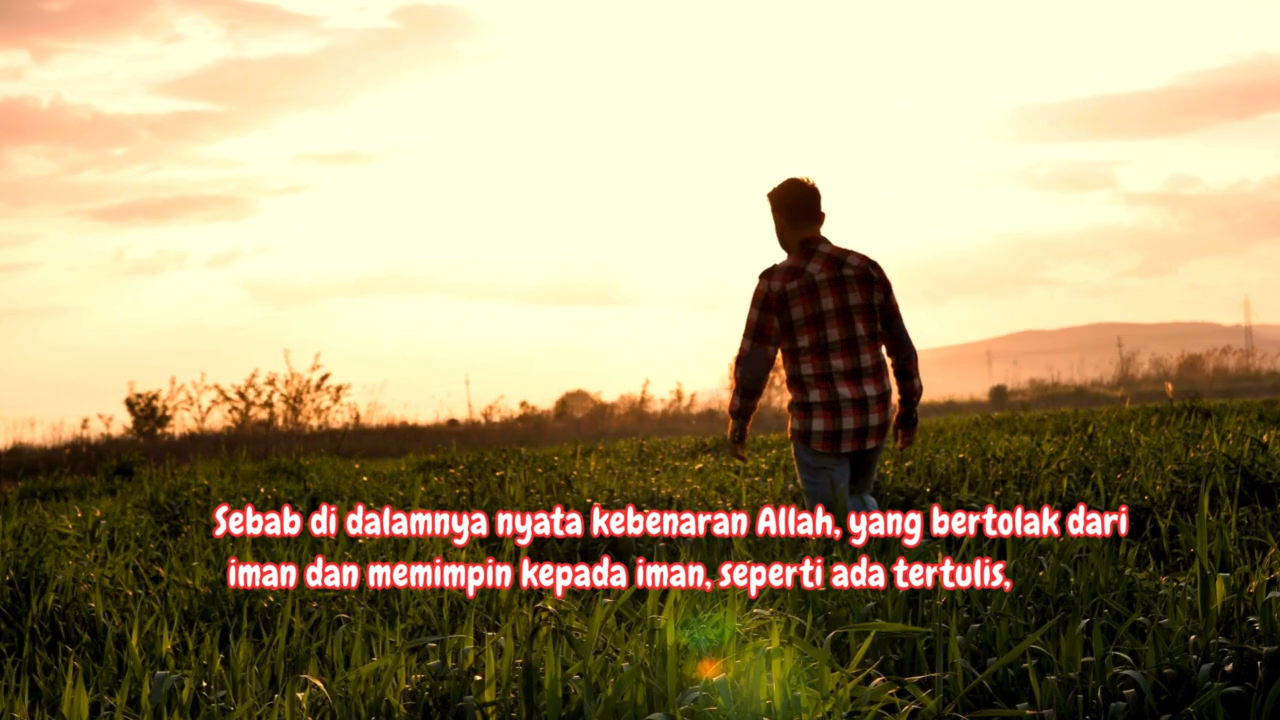 Sebab di dalamnya nyata kebenaran Allah, yang bertolak dari
iman dan memimpin kepada iman, seperti ada tertulis,